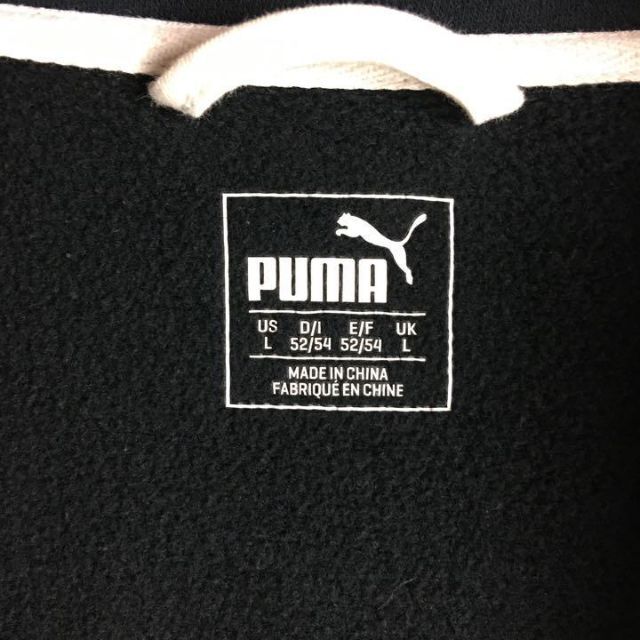 PUMA
US D/I E/F UK
L 52/54 52/54 L
MADE IN CHINA
FABRIQUÉ EN CHINE